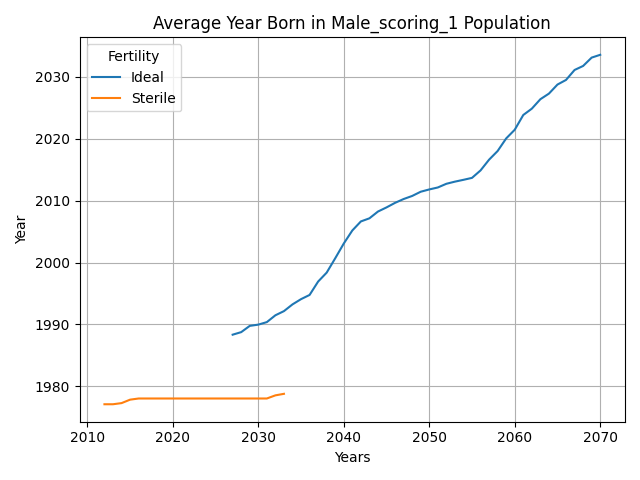 Average Year Born in Male_scoring_1 Population
Fertility
Ideal
Sterile
Year
2030
2020
2010
2000
1990
1980
2010 2020 2030 2040 2050 2060 2070
Years